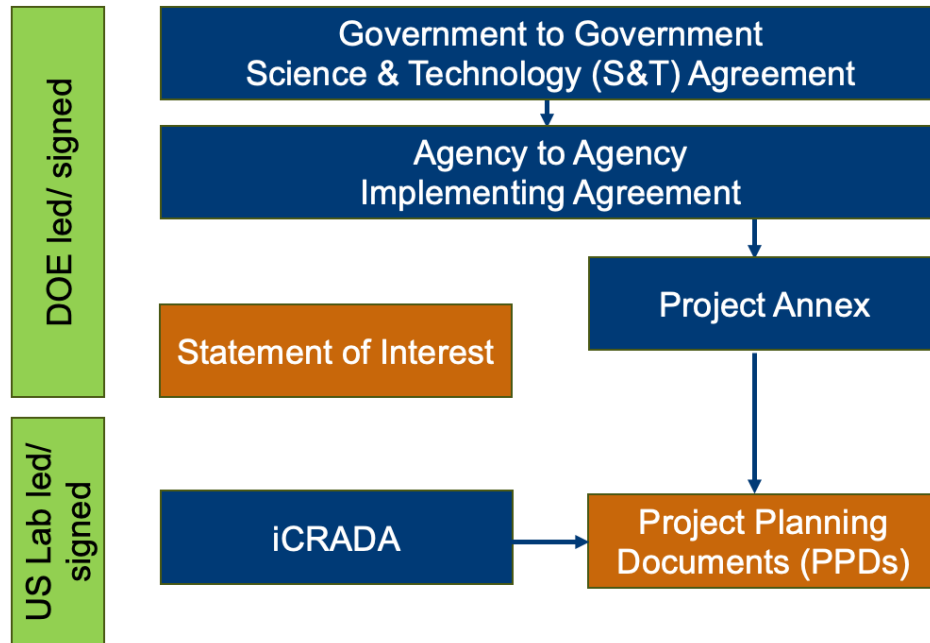 DOE led/ signed
Government to Government
Science & Technology (S&T) Agreement
Agency to Agency
Implementing Agreement
Project Annex
Statement of Interest
US Lab led/
signed
iCRADA
Project Planning
Documents (PPDs)